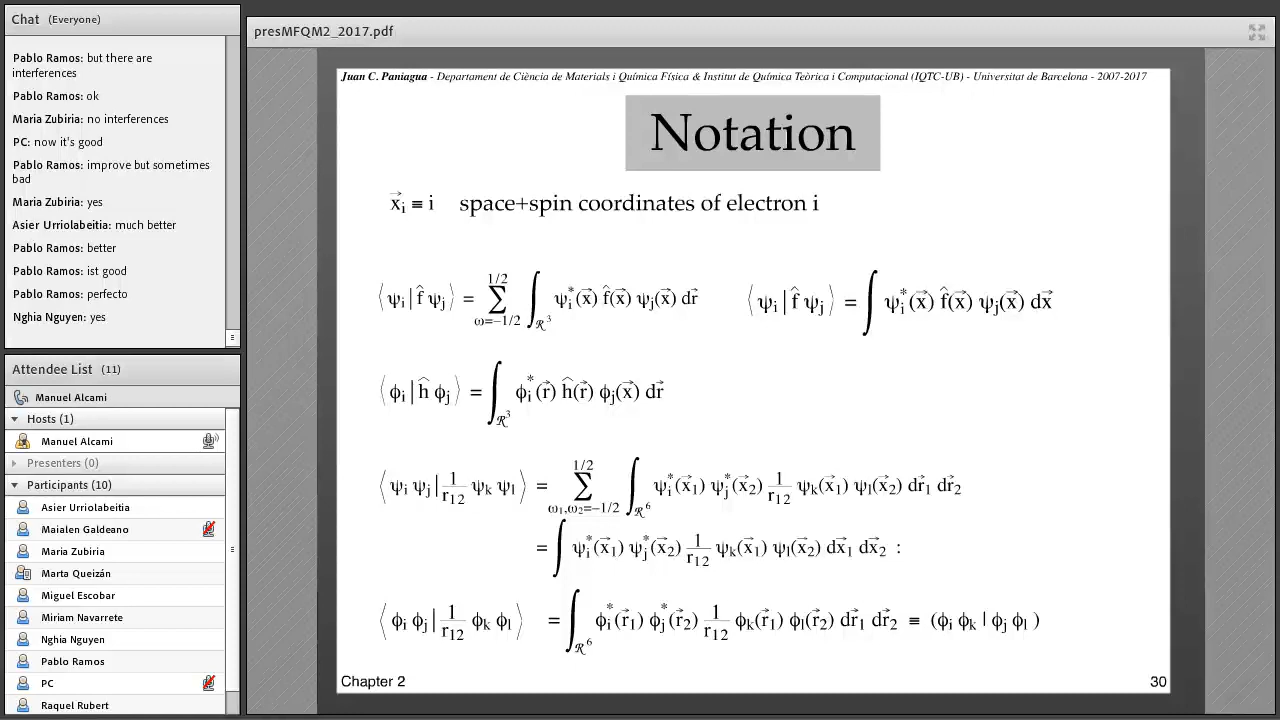 Chat (Everyone)
Pablo Ramos: but there are
interferences
Pablo Ramos: ok
Maria Zubiria: no interferences
PC: now it's good
Pablo Ramos: improve but sometimes
bad
Maria Zubiria: yes
Asier Urriolabeitia: much better
Pablo Ramos: better
Pablo Ramos: ist good
Pablo Ramos: perfecto
Nghia Nguyen: yes
Attendee List (11)
Manuel Alcami
Hosts (1)
Manuel Alcami
Presenters (0)
Participants (10)
Asier Urriolabeitia
Maialen Galdeano
Maria Zubiria
Marta Queizán
Miguel Escobar
Miriam Navarrete
Nghia Nguyen
Pablo Ramos
PC
Raquel Rubert
presMFQM2_2017.pdf
Juan C. Paniagua - Departament de Ciència de Materials i Química Física & Institut de Química Teòrica i Computacional (IQTC-UB) - Universitat de Barcelona - 2007-2017
Notation
x⃗ᵢ ≡ i space+spin coordinates of electron i
⟨ ψᵢ | f̂ ψⱼ ⟩ = ∑_{ω=−1/2}^{1/2} ∫_{ℛ³} ψᵢ*(x⃗) f̂(x⃗) ψⱼ(x⃗) dr⃗ ⟨ ψᵢ | f̂ ψⱼ ⟩ = ∫ ψᵢ*(x⃗) f̂(x⃗) ψⱼ(x⃗) dx⃗
⟨ ϕᵢ | ĥ ϕⱼ ⟩ = ∫_{ℛ³} ϕᵢ*(r⃗) ĥ(r⃗) ϕⱼ(x⃗) dr⃗
⟨ ψᵢ ψⱼ | 1/r₁₂ ψₖ ψₗ ⟩ = ∑_{ω₁,ω₂=−1/2}^{1/2} ∫_{ℛ⁶} ψᵢ*(x⃗₁) ψⱼ*(x⃗₂) 1/r₁₂ ψₖ(x⃗₁) ψₗ(x⃗₂) dr⃗₁ dr⃗₂
= ∫ ψᵢ*(x⃗₁) ψⱼ*(x⃗₂) 1/r₁₂ ψₖ(x⃗₁) ψₗ(x⃗₂) dx⃗₁ dx⃗₂ :
⟨ ϕᵢ ϕⱼ | 1/r₁₂ ϕₖ ϕₗ ⟩ = ∫_{ℛ⁶} ϕᵢ*(r⃗₁) ϕⱼ*(r⃗₂) 1/r₁₂ ϕₖ(r⃗₁) ϕₗ(r⃗₂) dr⃗₁ dr⃗₂ ≡ (ϕᵢ ϕₖ | ϕⱼ ϕₗ )
Chapter 2 30